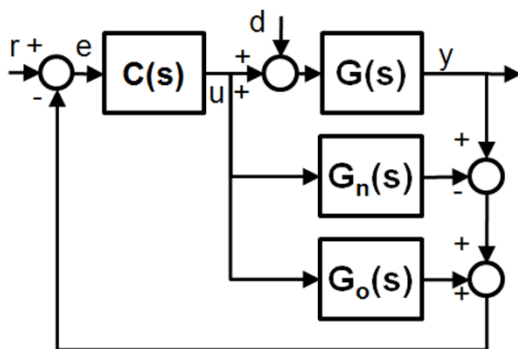 d
r + e C(s) + G(s) y
- u +
+
Gₙ(s) -
+
Gₒ(s) +